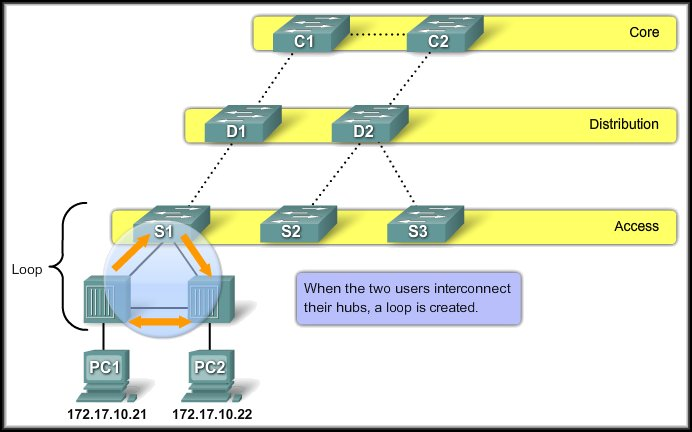 C1
C2
Core
D1
D2
Distribution
S1
S2
S3
Access
Loop
When the two users interconnect
their hubs, a loop is created.
PC1
PC2
172.17.10.21
172.17.10.22